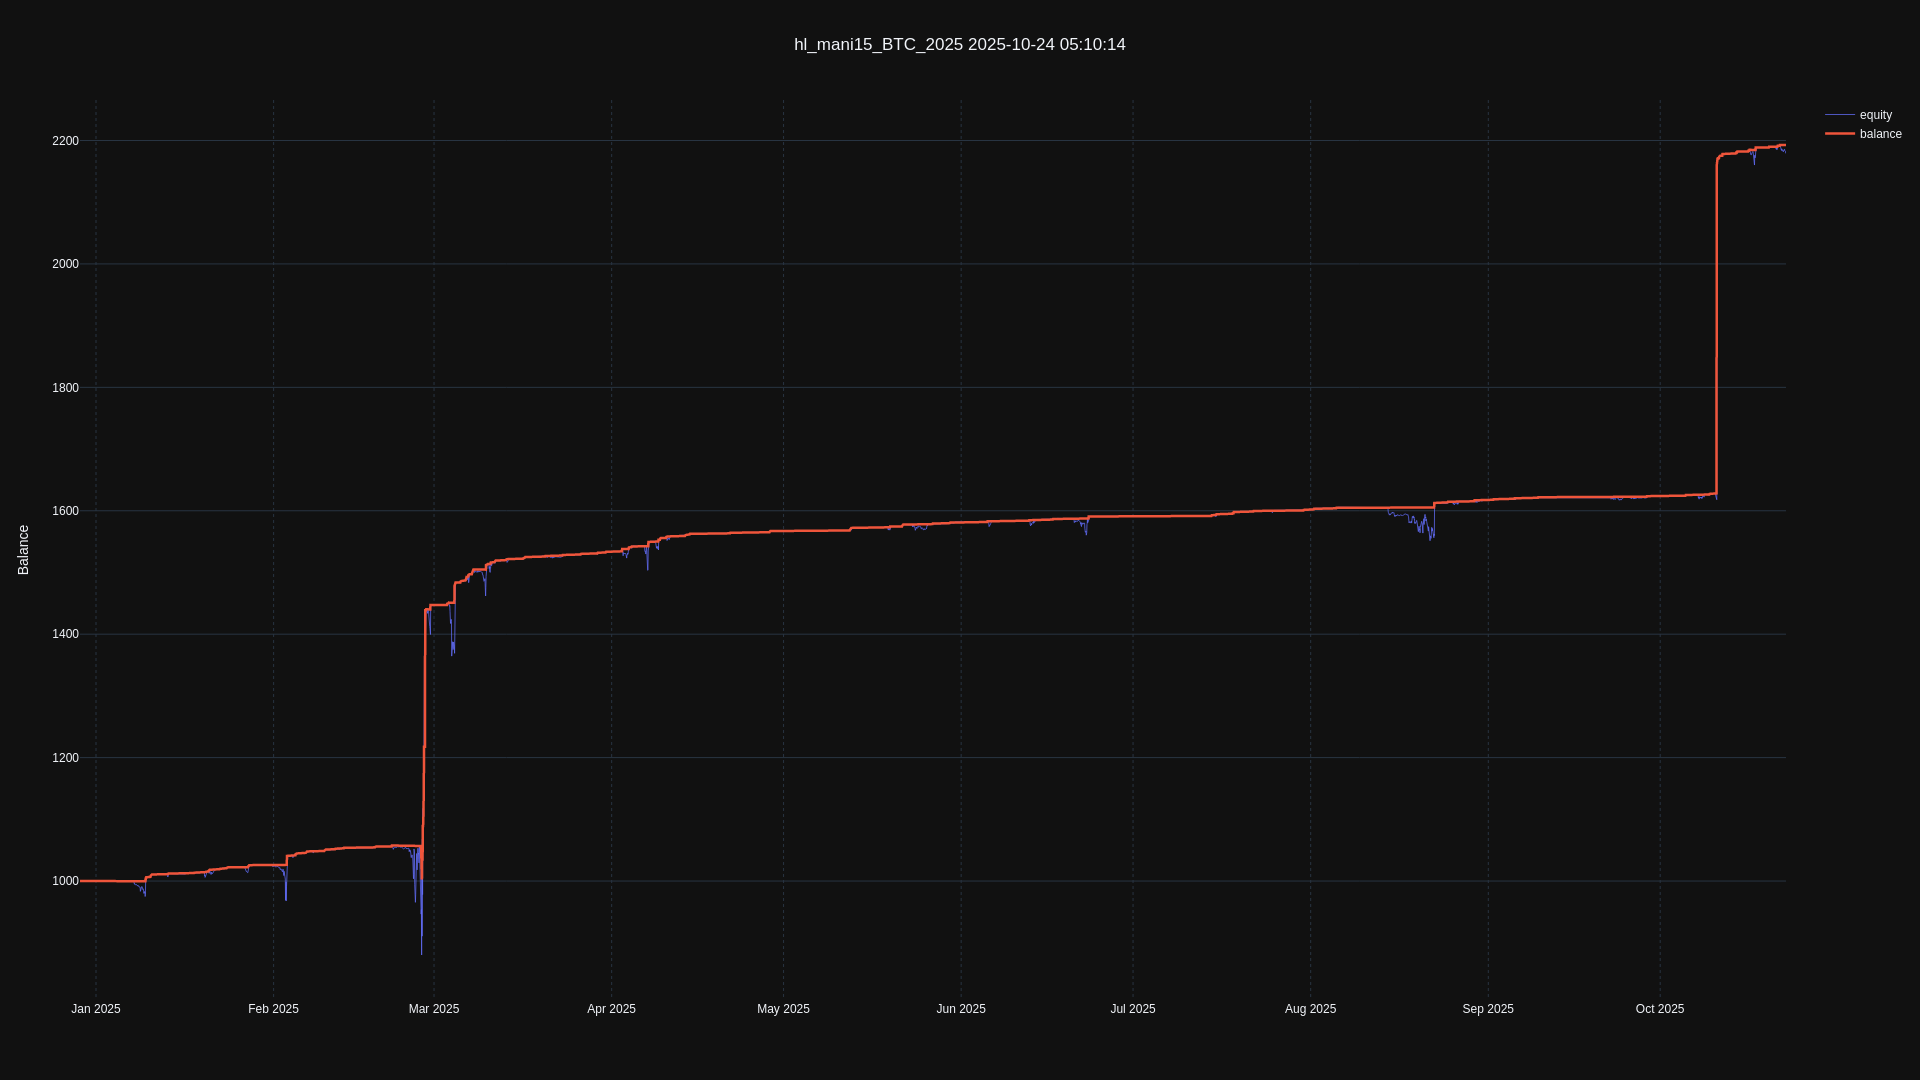 hl_mani15_BTC_2025 2025-10-24 05:10:14
equity
balance
Balance
2200
2000
1800
1600
1400
1200
1000
Jan 2025
Feb 2025
Mar 2025
Apr 2025
May 2025
Jun 2025
Jul 2025
Aug 2025
Sep 2025
Oct 2025